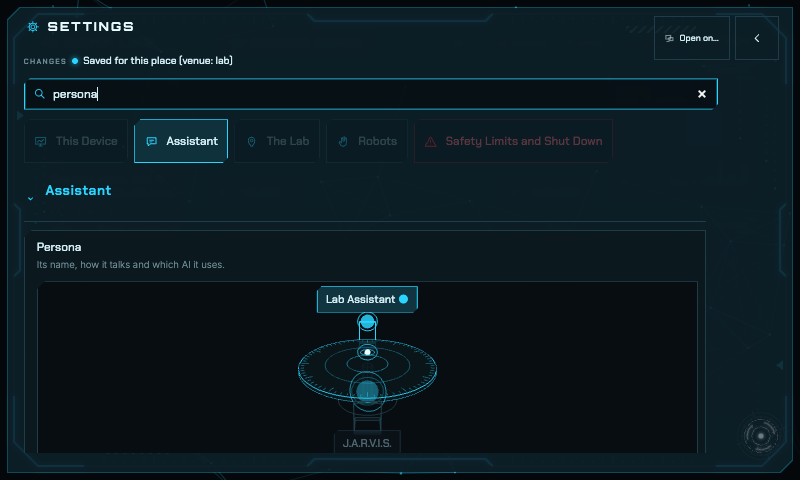 SETTINGS
Open on...
CHANGES Saved for this place (venue: lab)
persona
This Device
Assistant
The Lab
Robots
Safety Limits and Shut Down
Assistant
Persona
Its name, how it talks and which AI it uses.
Lab Assistant
J.A.R.V.I.S.